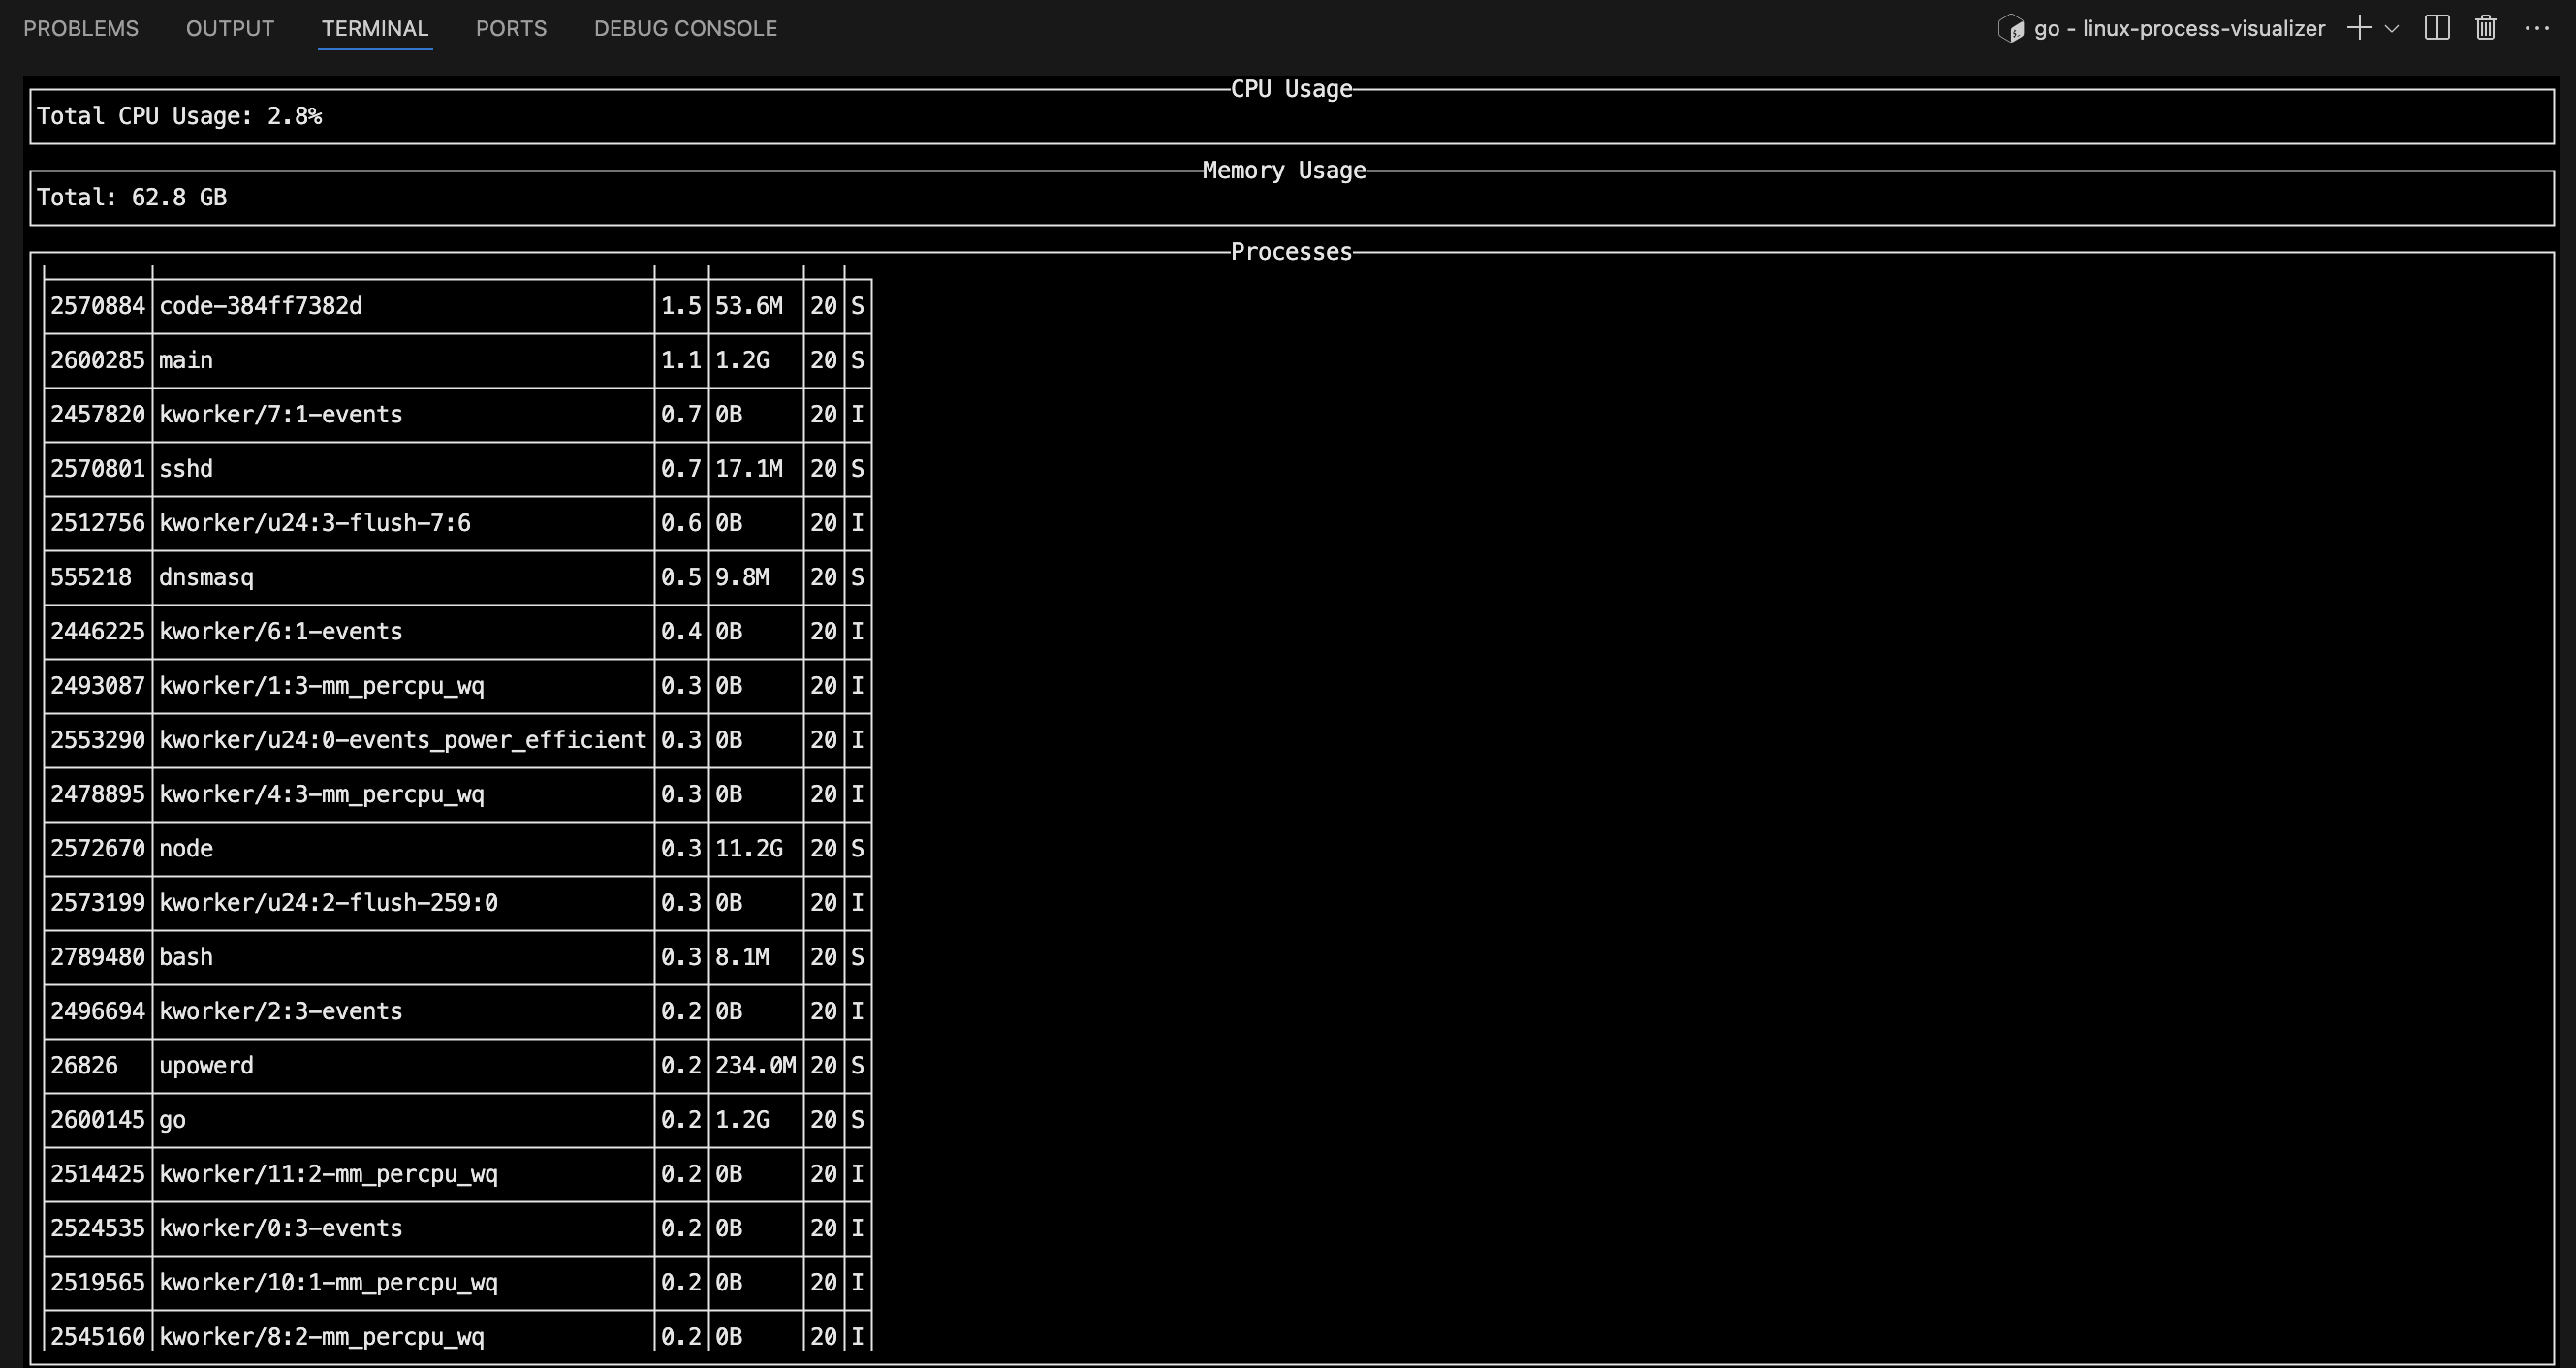 PROBLEMS OUTPUT TERMINAL PORTS DEBUG CONSOLE go - linux-process-visualizer
CPU Usage
Total CPU Usage: 2.8%
Memory Usage
Total: 62.8 GB
Processes
2570884 code-384ff7382d 1.5 53.6M 20 S
2600285 main 1.1 1.2G 20 S
2457820 kworker/7:1-events 0.7 0B 20 I
2570801 sshd 0.7 17.1M 20 S
2512756 kworker/u24:3-flush-7:6 0.6 0B 20 I
555218 dnsmasq 0.5 9.8M 20 S
2446225 kworker/6:1-events 0.4 0B 20 I
2493087 kworker/1:3-mm_percpu_wq 0.3 0B 20 I
2553290 kworker/u24:0-events_power_efficient 0.3 0B 20 I
2478895 kworker/4:3-mm_percpu_wq 0.3 0B 20 I
2572670 node 0.3 11.2G 20 S
2573199 kworker/u24:2-flush-259:0 0.3 0B 20 I
2789480 bash 0.3 8.1M 20 S
2496694 kworker/2:3-events 0.2 0B 20 I
26826 upowerd 0.2 234.0M 20 S
2600145 go 0.2 1.2G 20 S
2514425 kworker/11:2-mm_percpu_wq 0.2 0B 20 I
2524535 kworker/0:3-events 0.2 0B 20 I
2519565 kworker/10:1-mm_percpu_wq 0.2 0B 20 I
2545160 kworker/8:2-mm_percpu_wq 0.2 0B 20 I